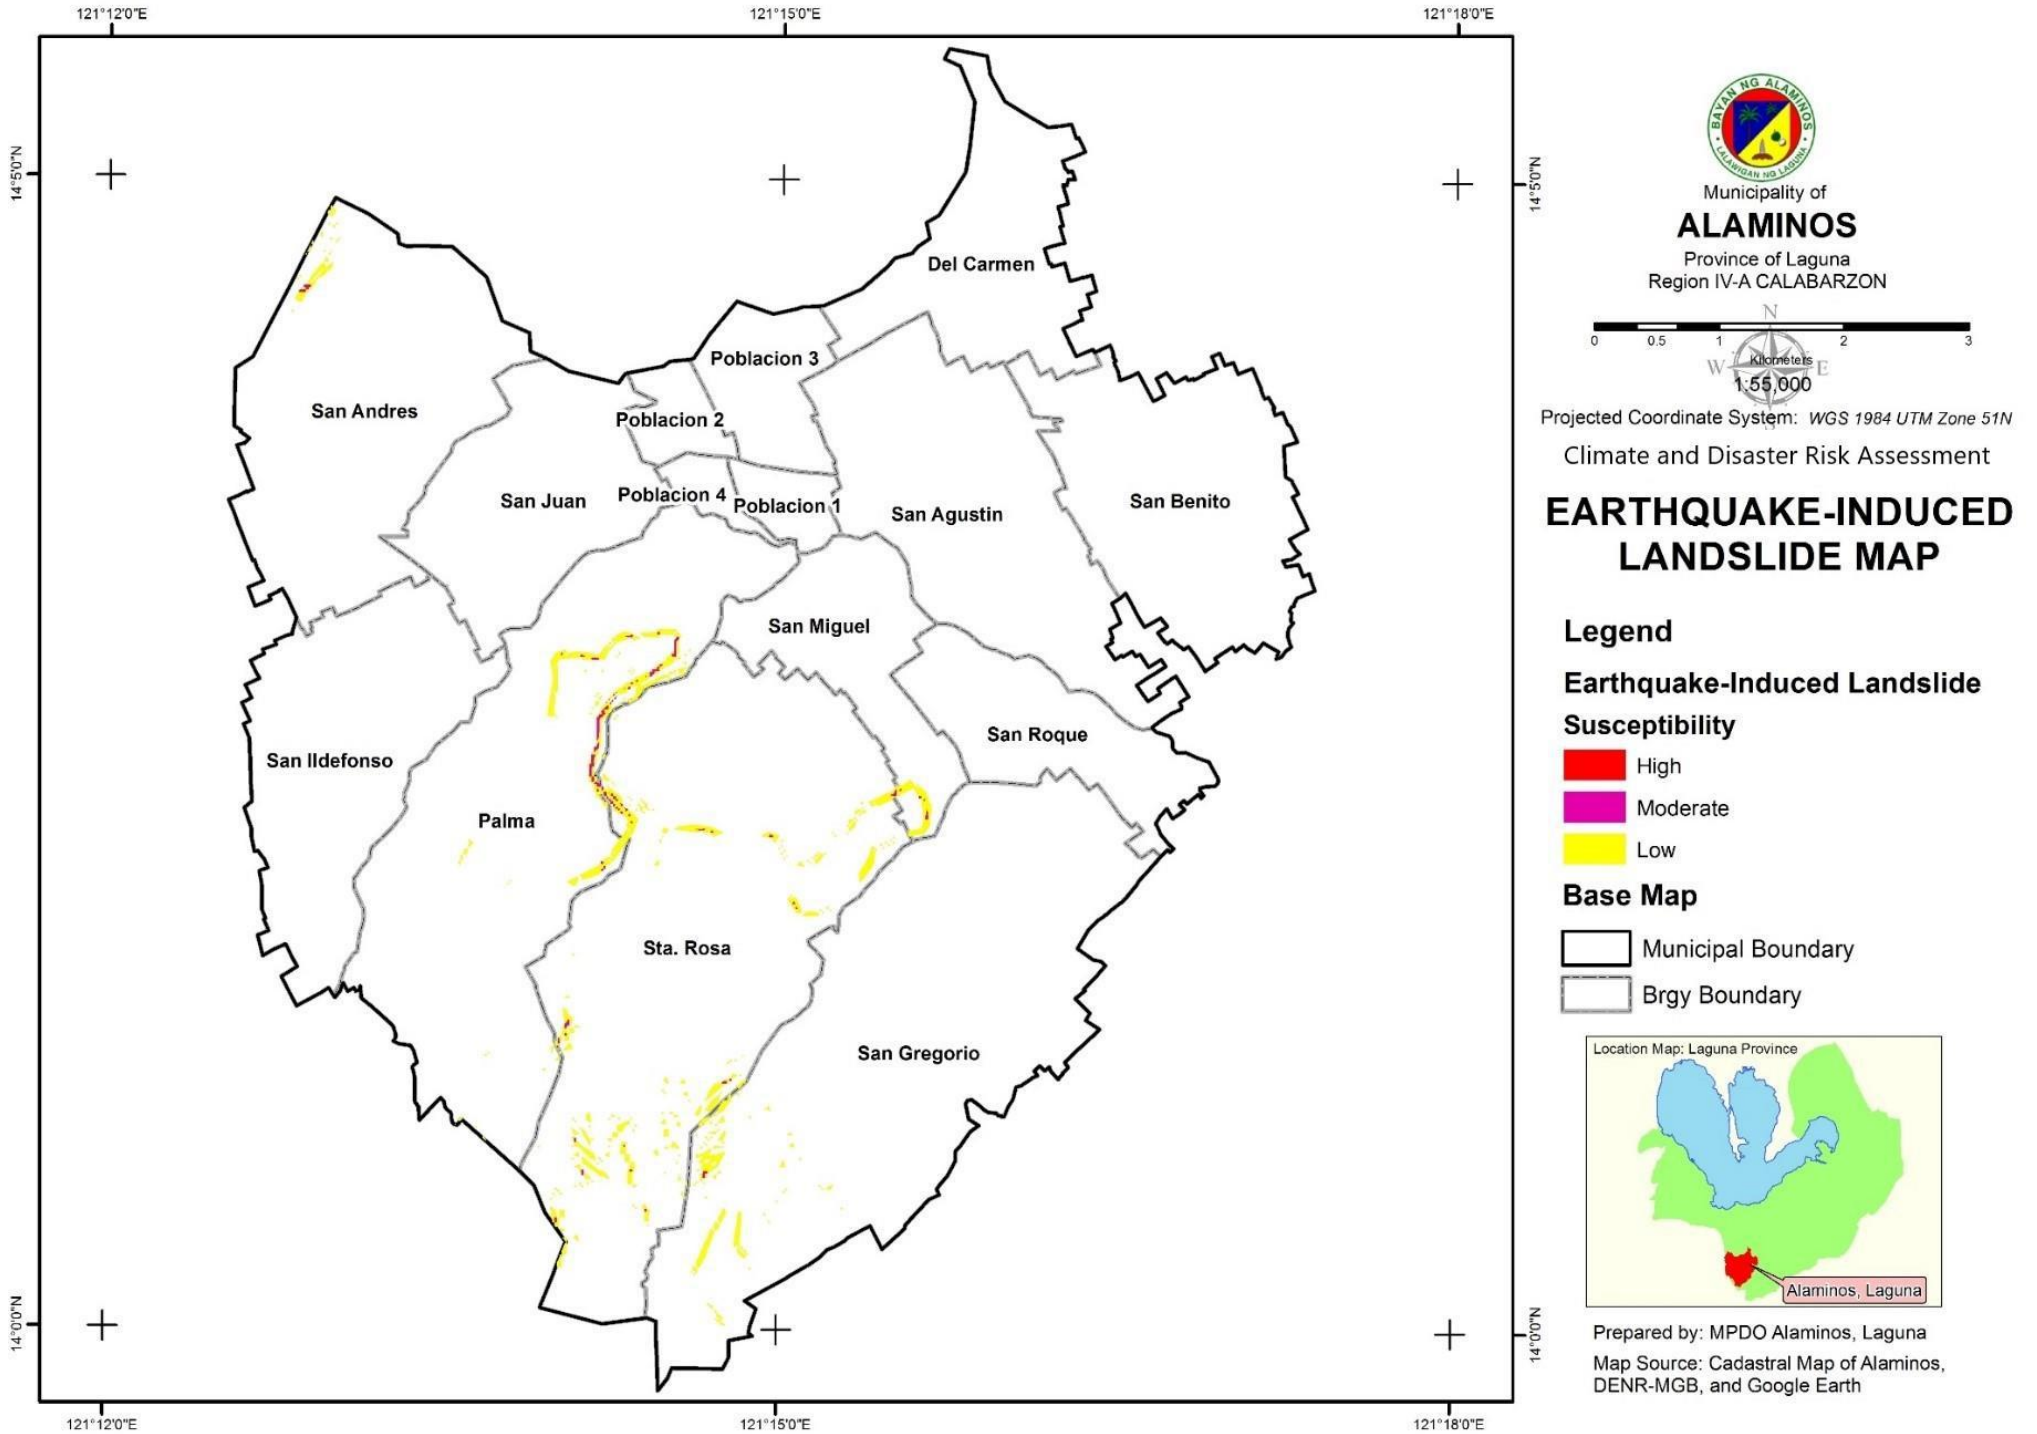 121°12'0"E
121°15'0"E
121°18'0"E
14°5'0"N
14°5'0"N
Del Carmen
Poblacion 3
San Andres
Poblacion 2
San Juan
Poblacion 4
Poblacion 1
San Agustin
San Benito
San Miguel
San Roque
San Ildefonso
Palma
Sta. Rosa
San Gregorio
14°0'0"N
14°0'0"N
121°12'0"E
121°15'0"E
121°18'0"E
BAYAN NG ALAMINOS
LALAWIGAN NG LAGUNA
Municipality of
ALAMINOS
Province of Laguna
Region IV-A CALABARZON
N
0 0.5 1 2 3
Kilometers
W E
1:55,000
S
Projected Coordinate System: WGS 1984 UTM Zone 51N
Climate and Disaster Risk Assessment
EARTHQUAKE-INDUCED
LANDSLIDE MAP
Legend
Earthquake-Induced Landslide
Susceptibility
High
Moderate
Low
Base Map
Municipal Boundary
Brgy Boundary
Location Map: Laguna Province
Alaminos, Laguna
Prepared by: MPDO Alaminos, Laguna
Map Source: Cadastral Map of Alaminos,
DENR-MGB, and Google Earth